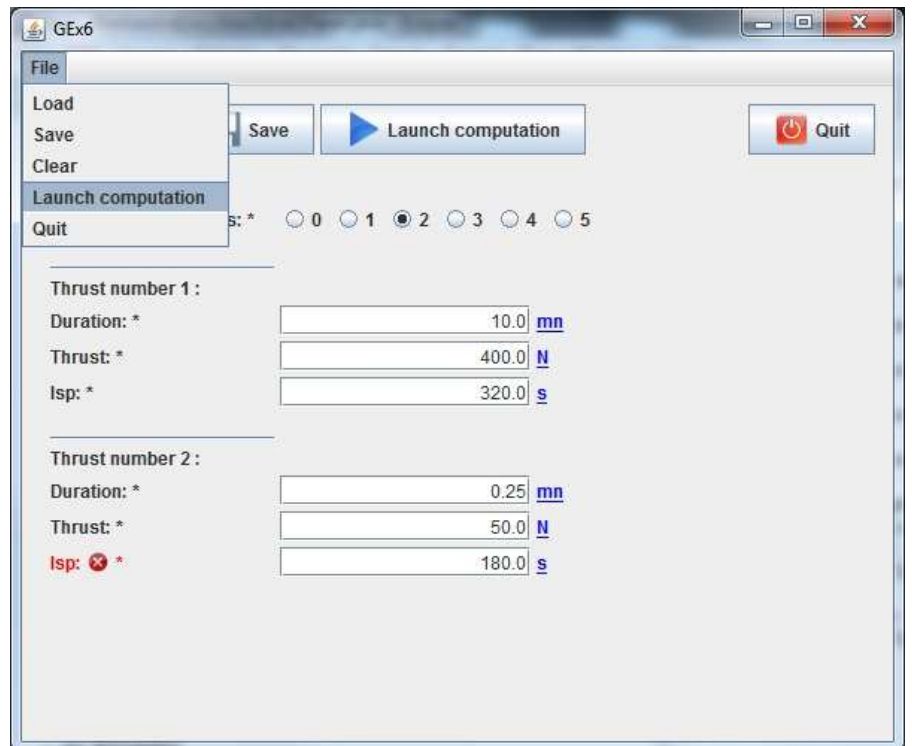 GEx6
File
Load
Save
Clear
Launch computation
Quit
Save Launch computation Quit
s: * 0 1 2 3 4 5
Thrust number 1 :
Duration: * 10.0 mn
Thrust: * 400.0 N
Isp: * 320.0 s
Thrust number 2 :
Duration: * 0.25 mn
Thrust: * 50.0 N
Isp: * 180.0 s